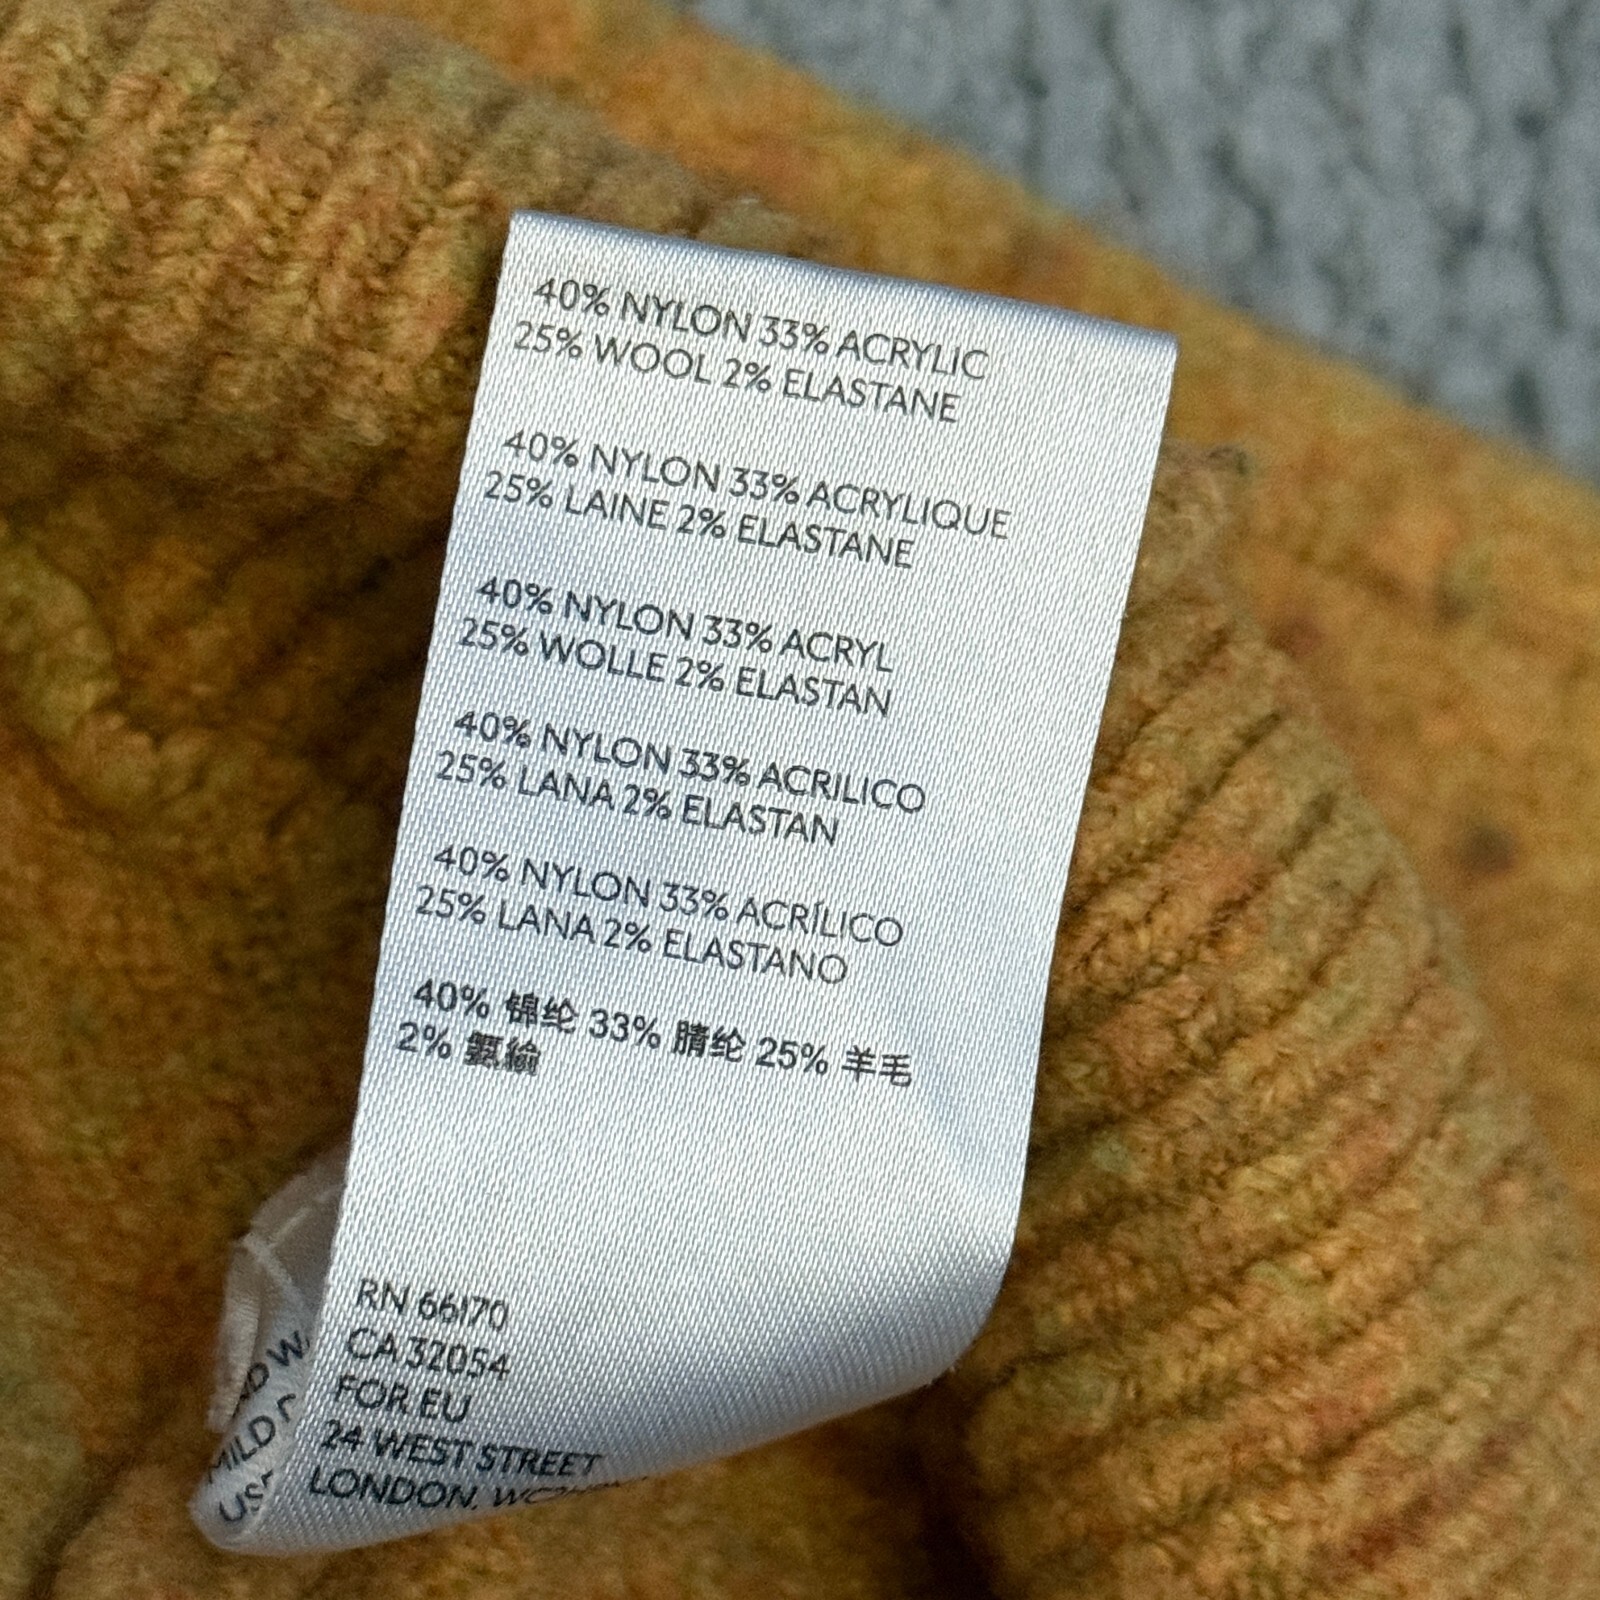 40% NYLON 33% ACRYLIC
25% WOOL 2% ELASTANE
40% NYLON 33% ACRYLIQUE
25% LAINE 2% ELASTANE
40% NYLON 33% ACRYL
25% WOLLE 2% ELASTAN
40% NYLON 33% ACRILICO
25% LANA 2% ELASTAN
40% NYLON 33% ACRÍLICO
25% LANA 2% ELASTANO
40% 锦纶 33% 腈纶 25% 羊毛
2% 氨綸
RN 66170
CA 32054
FOR EU
24 WEST STREET
LONDON,
MILD